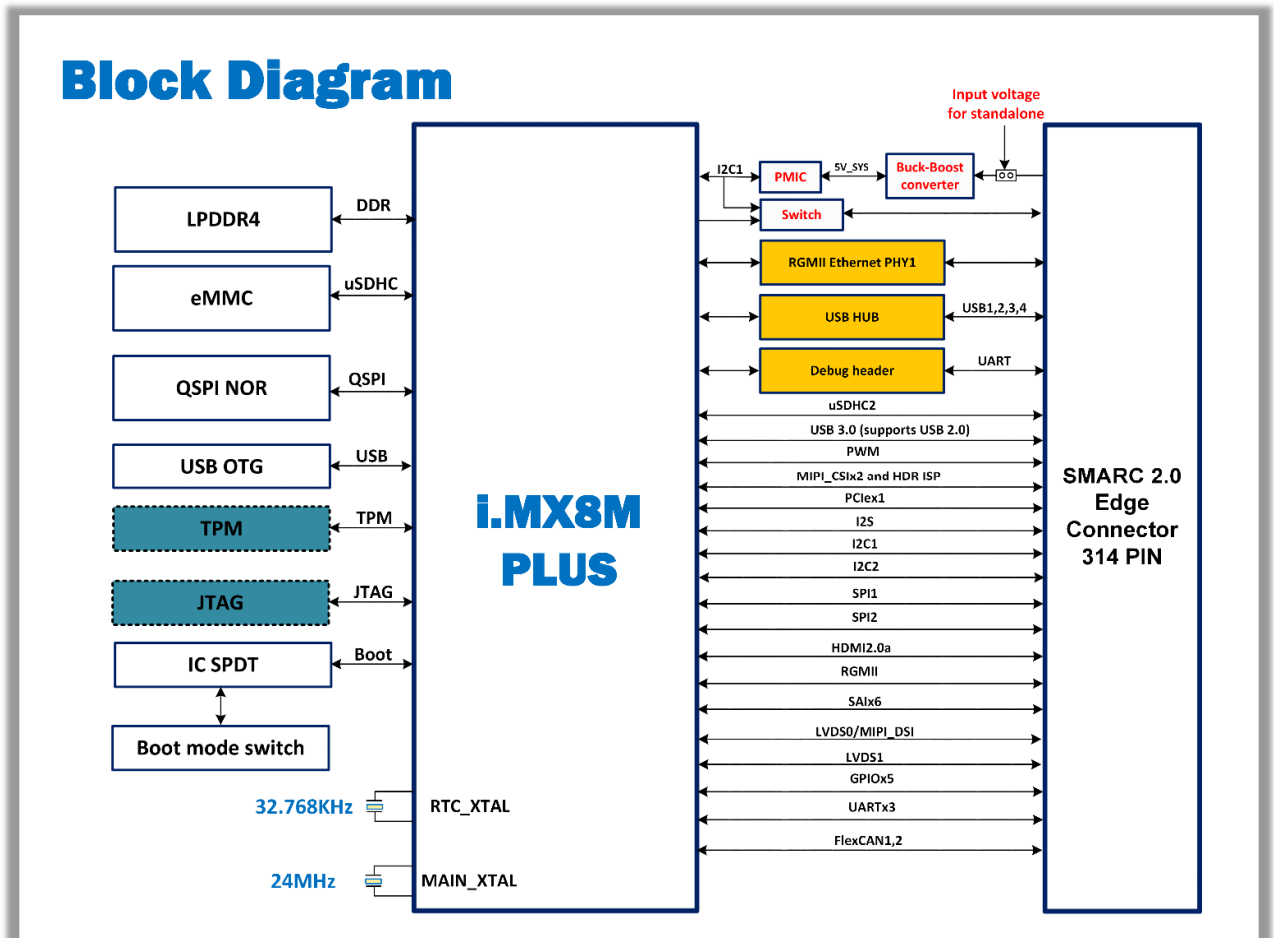 Block Diagram
Input voltage
for standalone
LPDDR4
DDR
eMMC
uSDHC
QSPI NOR
QSPI
USB OTG
USB
TPM
TPM
JTAG
JTAG
IC SPDT
Boot
Boot mode switch
32.768KHz
RTC_XTAL
24MHz
MAIN_XTAL
i.MX8M
PLUS
I2C1
PMIC
5V_SYS
Buck-Boost
converter
Switch
RGMII Ethernet PHY1
USB HUB
USB1,2,3,4
Debug header
UART
uSDHC2
USB 3.0 (supports USB 2.0)
PWM
MIPI_CSIx2 and HDR ISP
PCIex1
I2S
I2C1
I2C2
SPI1
SPI2
HDMI2.0a
RGMII
SAIx6
LVDS0/MIPI_DSI
LVDS1
GPIOx5
UARTx3
FlexCAN1,2
SMARC 2.0
Edge
Connector
314 PIN